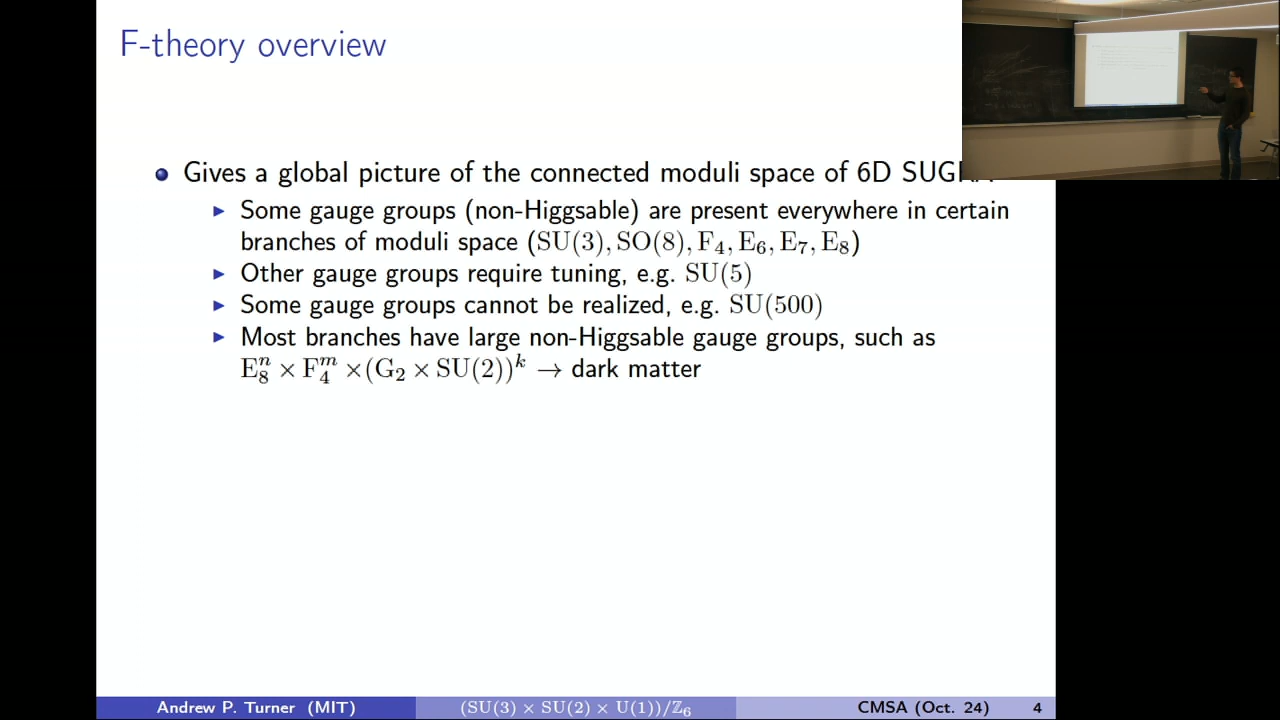 F-theory overview
Gives a global picture of the connected moduli space of 6D
Some gauge groups (non-Higgsable) are present everywhere in certain
branches of moduli space (SU(3), SO(8), F₄, E₆, E₇, E₈)
Other gauge groups require tuning, e.g. SU(5)
Some gauge groups cannot be realized, e.g. SU(500)
Most branches have large non-Higgsable gauge groups, such as
E₈ⁿ × F₄ᵐ × (G₂ × SU(2))ᵏ → dark matter
Andrew P. Turner (MIT) (SU(3) × SU(2) × U(1))/ℤ₆ CMSA (Oct. 24) 4